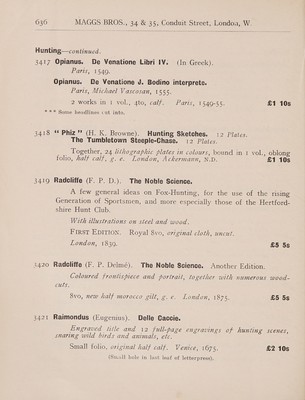 636 MAGGS BROS., 34 & 35, Conduit Street, London, W.
Hunting—continued.
3417 Opianus. De Venatione Libri IV. (In Greek).
Paris, 1549.
Opianus. De Venatione J. Bodino interprete.
Paris, Michael Vascosan, 1555.
2 works in 1 vol., 4to, calf. Paris, 1549-55. £1 10s
*** Some headlines cut into.
3418 "Phiz" (H. K. Browne). Hunting Sketches. 12 Plates.
The Tumbletown Steeple-Chase. 12 Plates.
Together, 24 lithographic plates in colours, bound in 1 vol., oblong
folio, half calf, g. e. London, Ackermann, N.D. £1 10s
3419 Radcliffe (F. P. D.). The Noble Science.
A few general ideas on Fox-Hunting, for the use of the rising
Generation of Sportsmen, and more especially those of the Hertford-
shire Hunt Club.
With illustrations on steel and wood.
FIRST EDITION. Royal 8vo, original cloth, uncut.
London, 1839. £5 5s
3420 Radcliffe (F. P. Delmé). The Noble Science. Another Edition.
Coloured frontispiece and portrait, together with numerous wood-
cuts.
8vo, new half morocco gilt, g. e. London, 1875. £5 5s
3421 Raimondus (Eugenius). Delle Caccie.
Engraved title and 12 full-page engravings of hunting scenes,
snaring wild birds and animals, etc.
Small folio, original half calf. Venice, 1675. £2 10s
(Small hole in last leaf of letterpress).